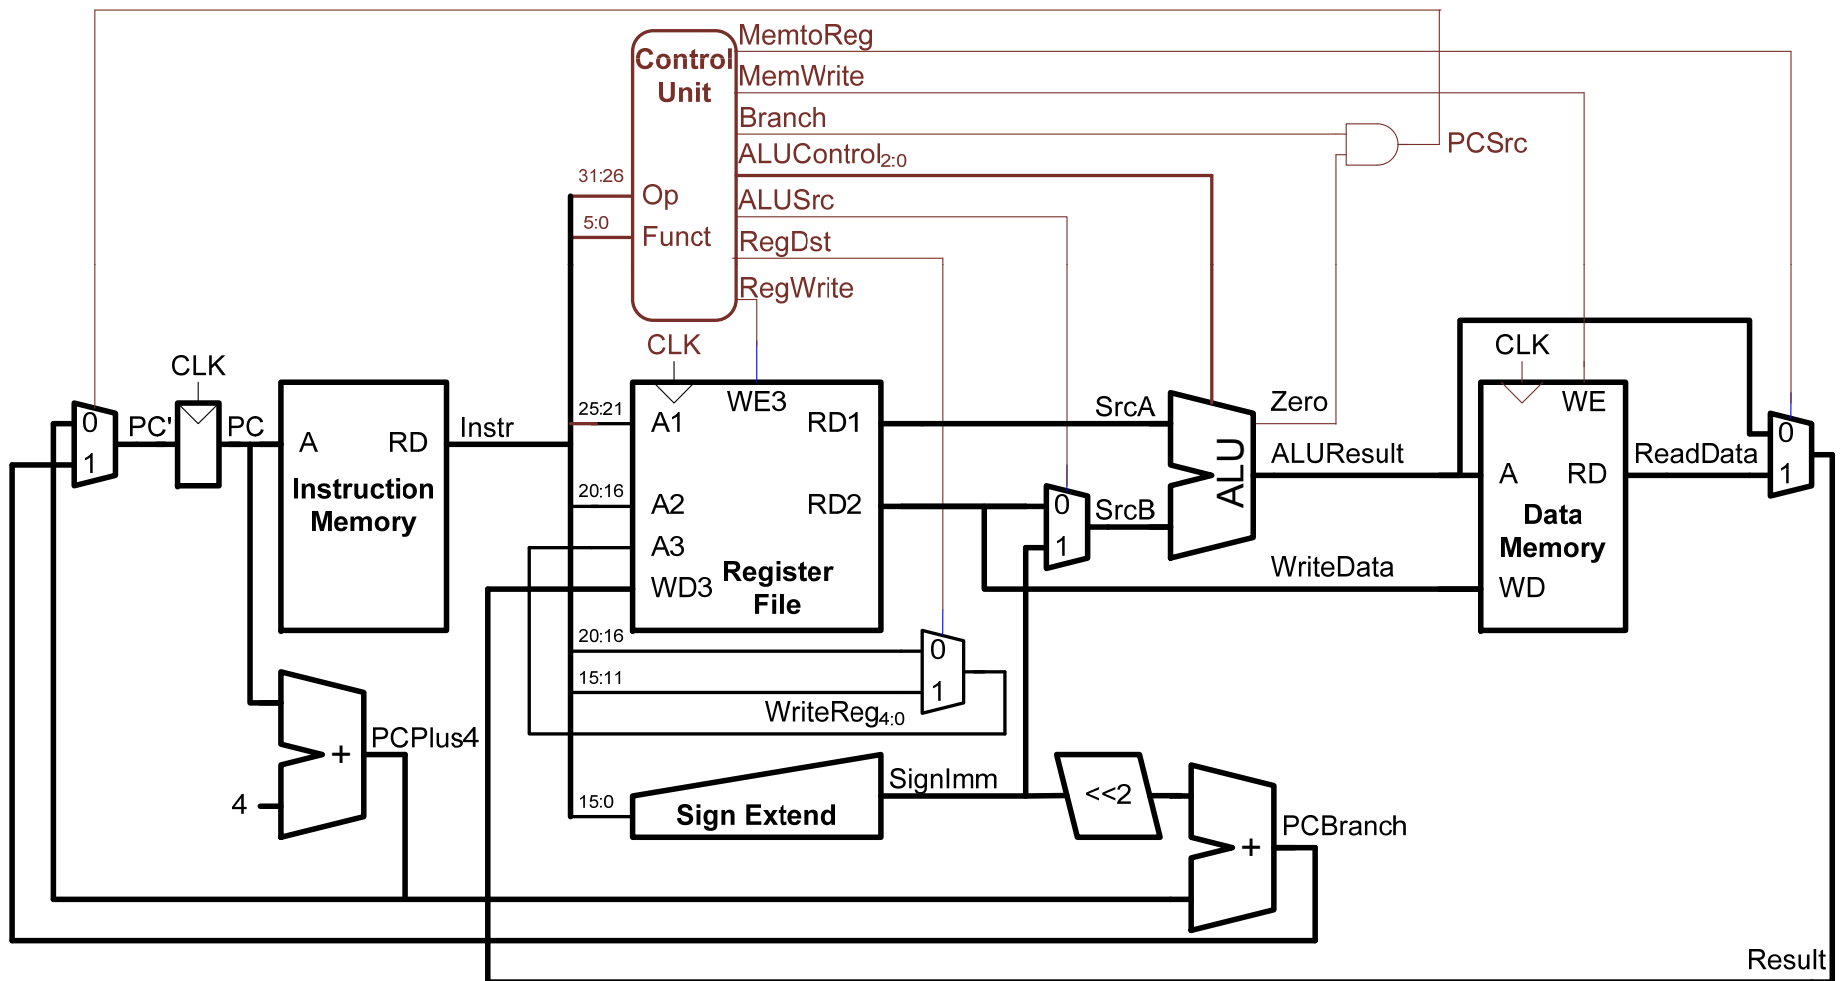 MemtoReg
Control
Unit
MemWrite
Branch
PCSrc
ALUControl2:0
31:26
Op
ALUSrc
5:0
Funct
RegDst
RegWrite
CLK
CLK
CLK
0
1
PC'
PC
A
RD
Instruction
Memory
Instr
25:21
A1
WE3
RD1
20:16
A2
RD2
A3
WD3
Register
File
SrcA
0
1
SrcB
ALU
Zero
ALUResult
WriteData
WE
A
RD
Data
Memory
WD
ReadData
0
1
20:16
0
15:11
1
WriteReg4:0
PCPlus4
+
4
15:0
Sign Extend
SignImm
<<2
+
PCBranch
Result